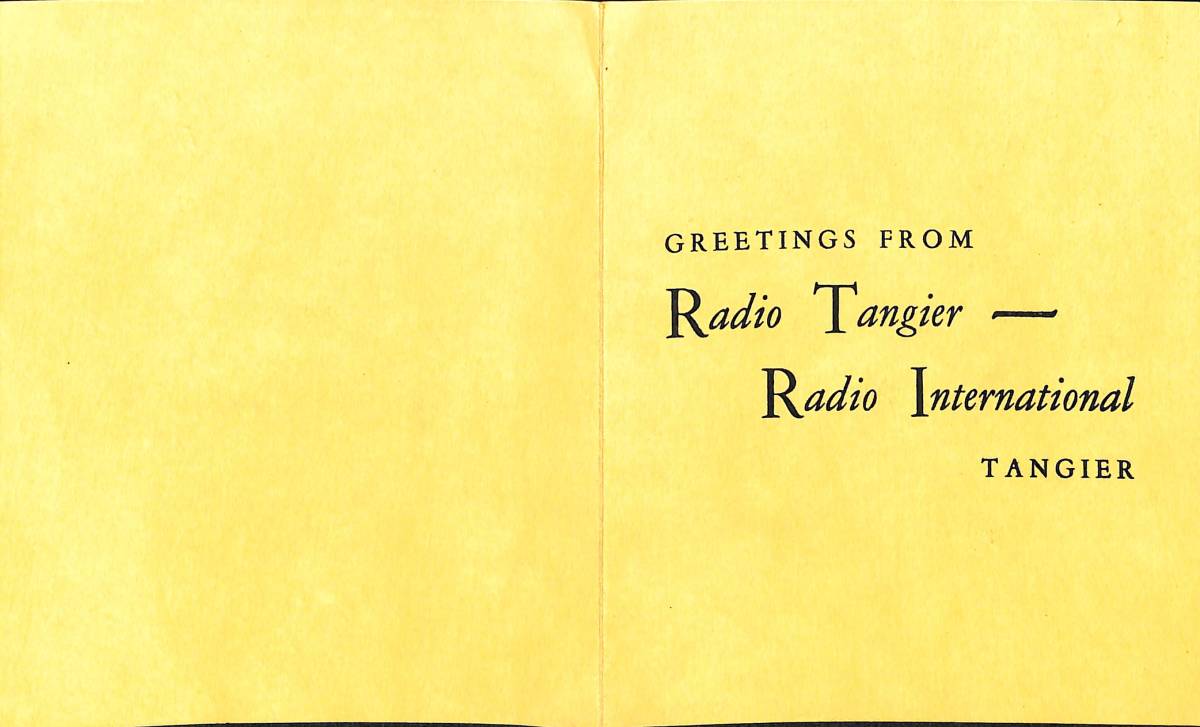 GREETINGS FROM
Radio Tangier —
Radio International
TANGIER